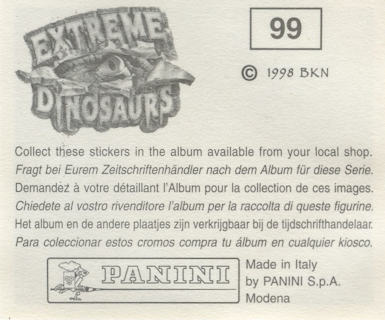 EXTREME
DINOSAURS
99
© 1998 BKN
Collect these stickers in the album available from your local shop.
Fragt bei Eurem Zeitschriftenhändler nach dem Album für diese Serie.
Demandez à votre détaillant l'Album pour la collection de ces images.
Chiedete al vostro rivenditore l'album per la raccolta di queste figurine.
Het album en de andere plaatjes zijn verkrijgbaar bij de tijdschrifthandelaar.
Para coleccionar estos cromos compra tu álbum en cualquier kiosco.
PANINI
Made in Italy
by PANINI S.p.A.
Modena